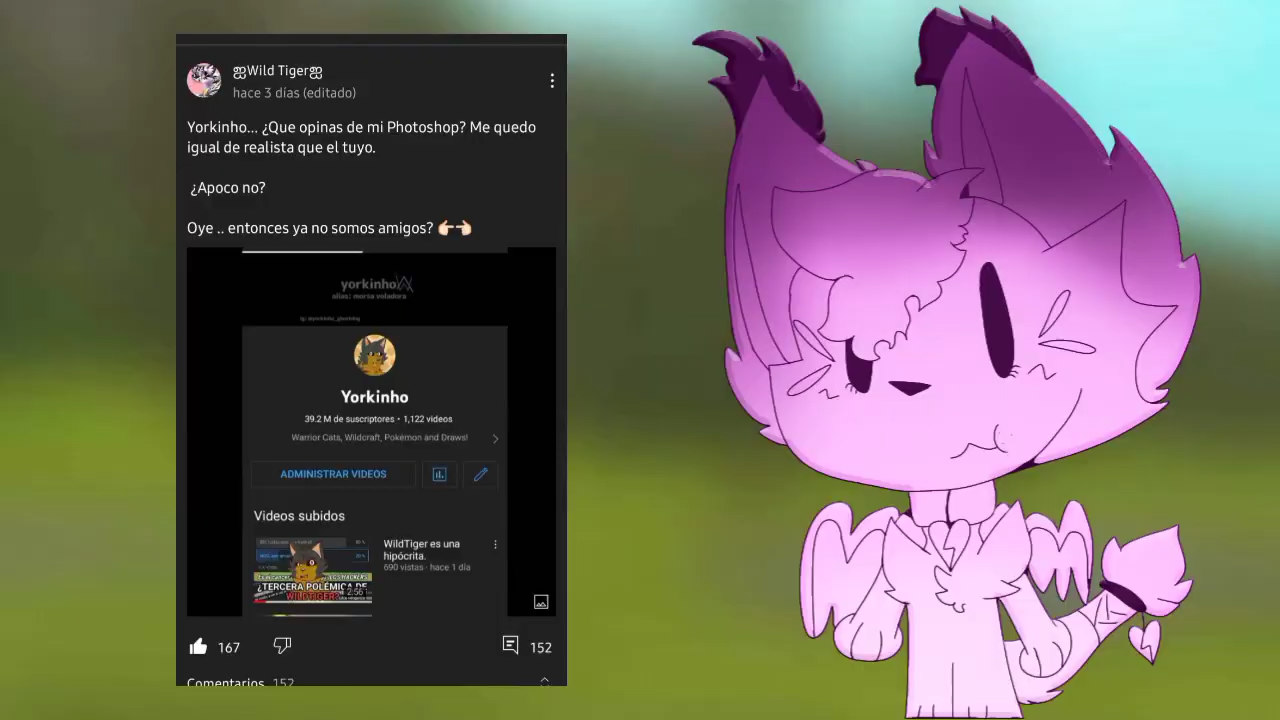 ஐWild Tigerஐ
hace 3 días (editado)
Yorkinho... ¿Que opinas de mi Photoshop? Me quedo
igual de realista que el tuyo.
¿Apoco no?
Oye .. entonces ya no somos amigos? 👉🏻👈🏻
yorkinho
alias: morsa voladora
Yorkinho
39.2 M de suscriptores • 1,122 videos
Warrior Cats, Wildcraft, Pokémon and Draws!
ADMINISTRAR VIDEOS
Videos subidos
WildTiger es una
hipócrita.
690 vistas · hace 1 día
¿TERCERA POLÉMICA DE
WILDTIGER?
2:56
167
152
Comentarios 152